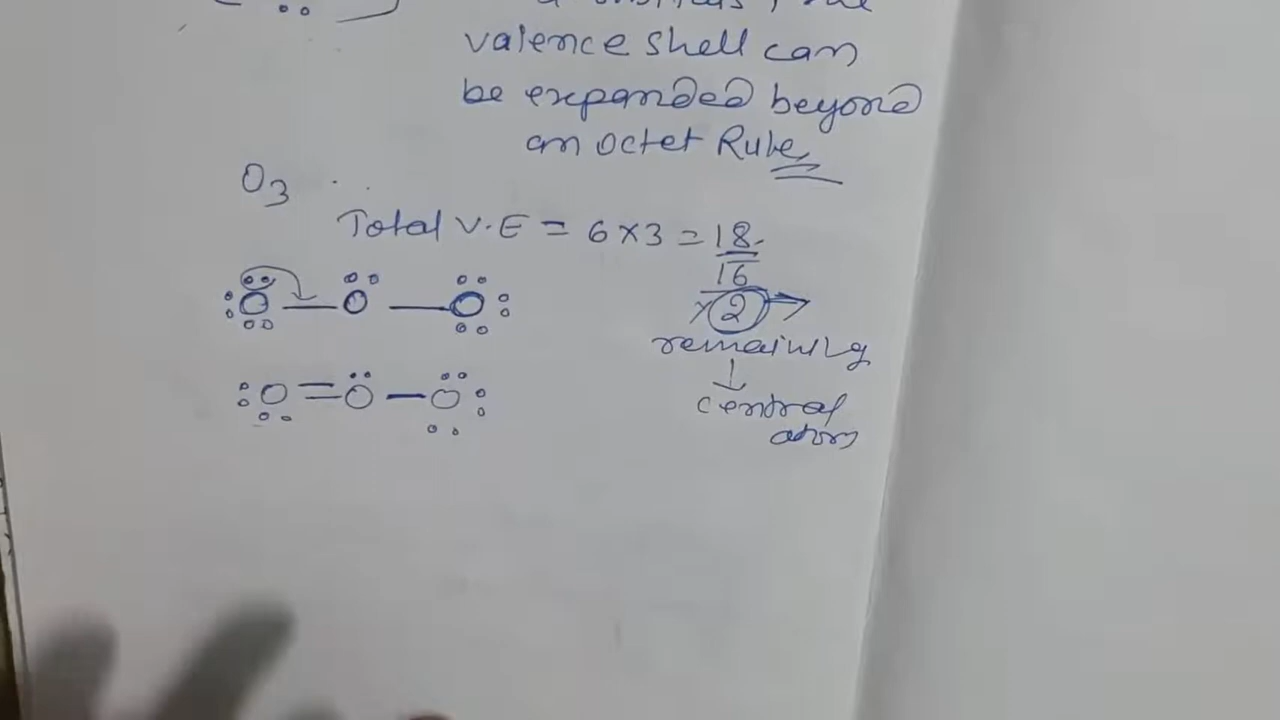 valence shell can
be expanded beyond
an octet Rule
O3
Total V.E = 6×3 = 18
16
2
O — O — O
remaining
O = O — O
central
atom